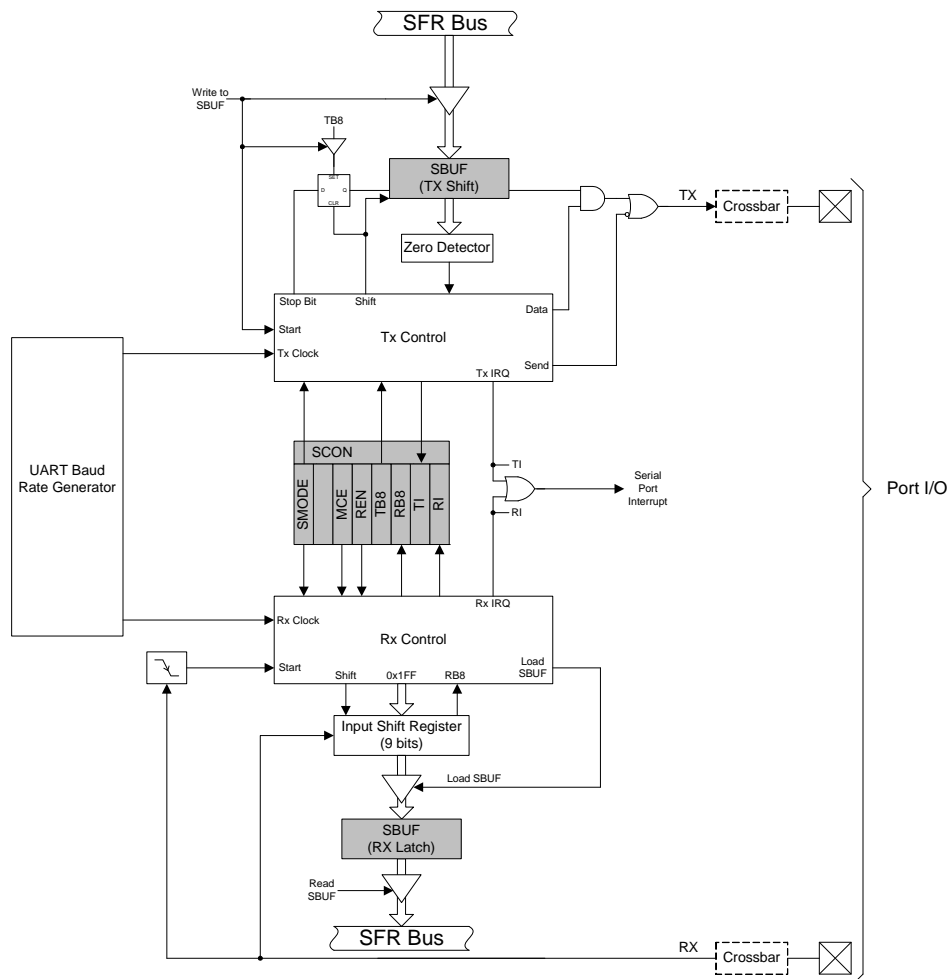 SFR Bus
Write to
SBUF
TB8
SET
D
Q
CLR
SBUF
(TX Shift)
TX
Crossbar
Zero Detector
Stop Bit
Shift
Data
Start
Tx Control
Tx Clock
Send
Tx IRQ
UART Baud
Rate Generator
SCON
SMODE
MCE
REN
TB8
RB8
TI
RI
TI
RI
Serial
Port
Interrupt
Port I/O
Rx IRQ
Rx Clock
Rx Control
Start
Load
SBUF
Shift
0x1FF
RB8
Input Shift Register
(9 bits)
Load SBUF
SBUF
(RX Latch)
Read
SBUF
SFR Bus
RX
Crossbar